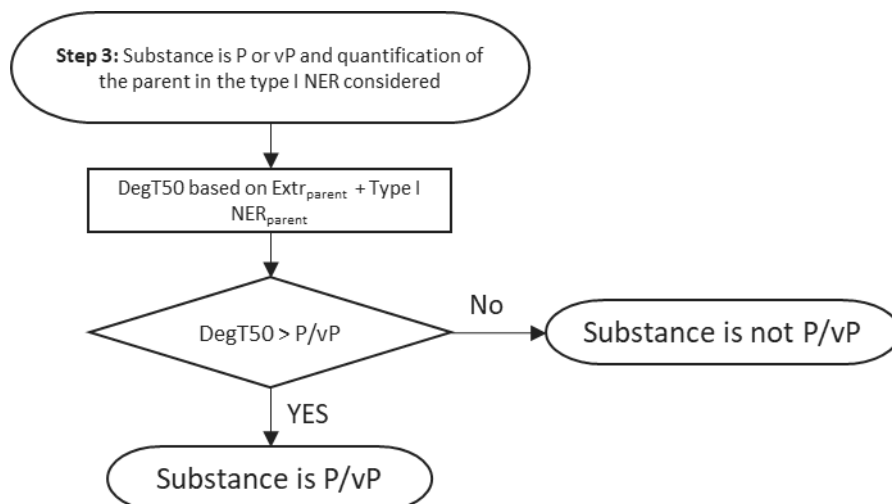 Step 3: Substance is P or vP and quantification of
the parent in the type I NER considered
DegT50 based on Extrparent + Type I
NERparent
DegT50 > P/vP
No
Substance is not P/vP
YES
Substance is P/vP